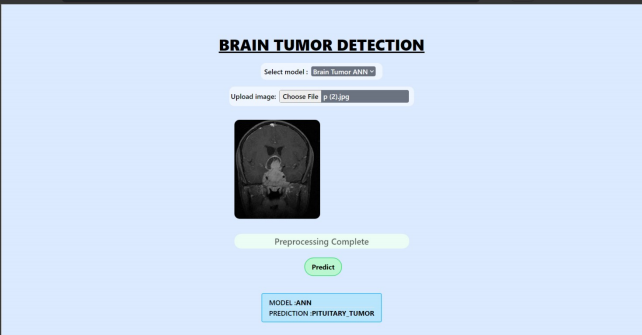 BRAIN TUMOR DETECTION
Select model : Brain Tumor ANN
Upload image: Choose File p (2).jpg
Preprocessing Complete
Predict
MODEL :ANN
PREDICTION :PITUITARY_TUMOR